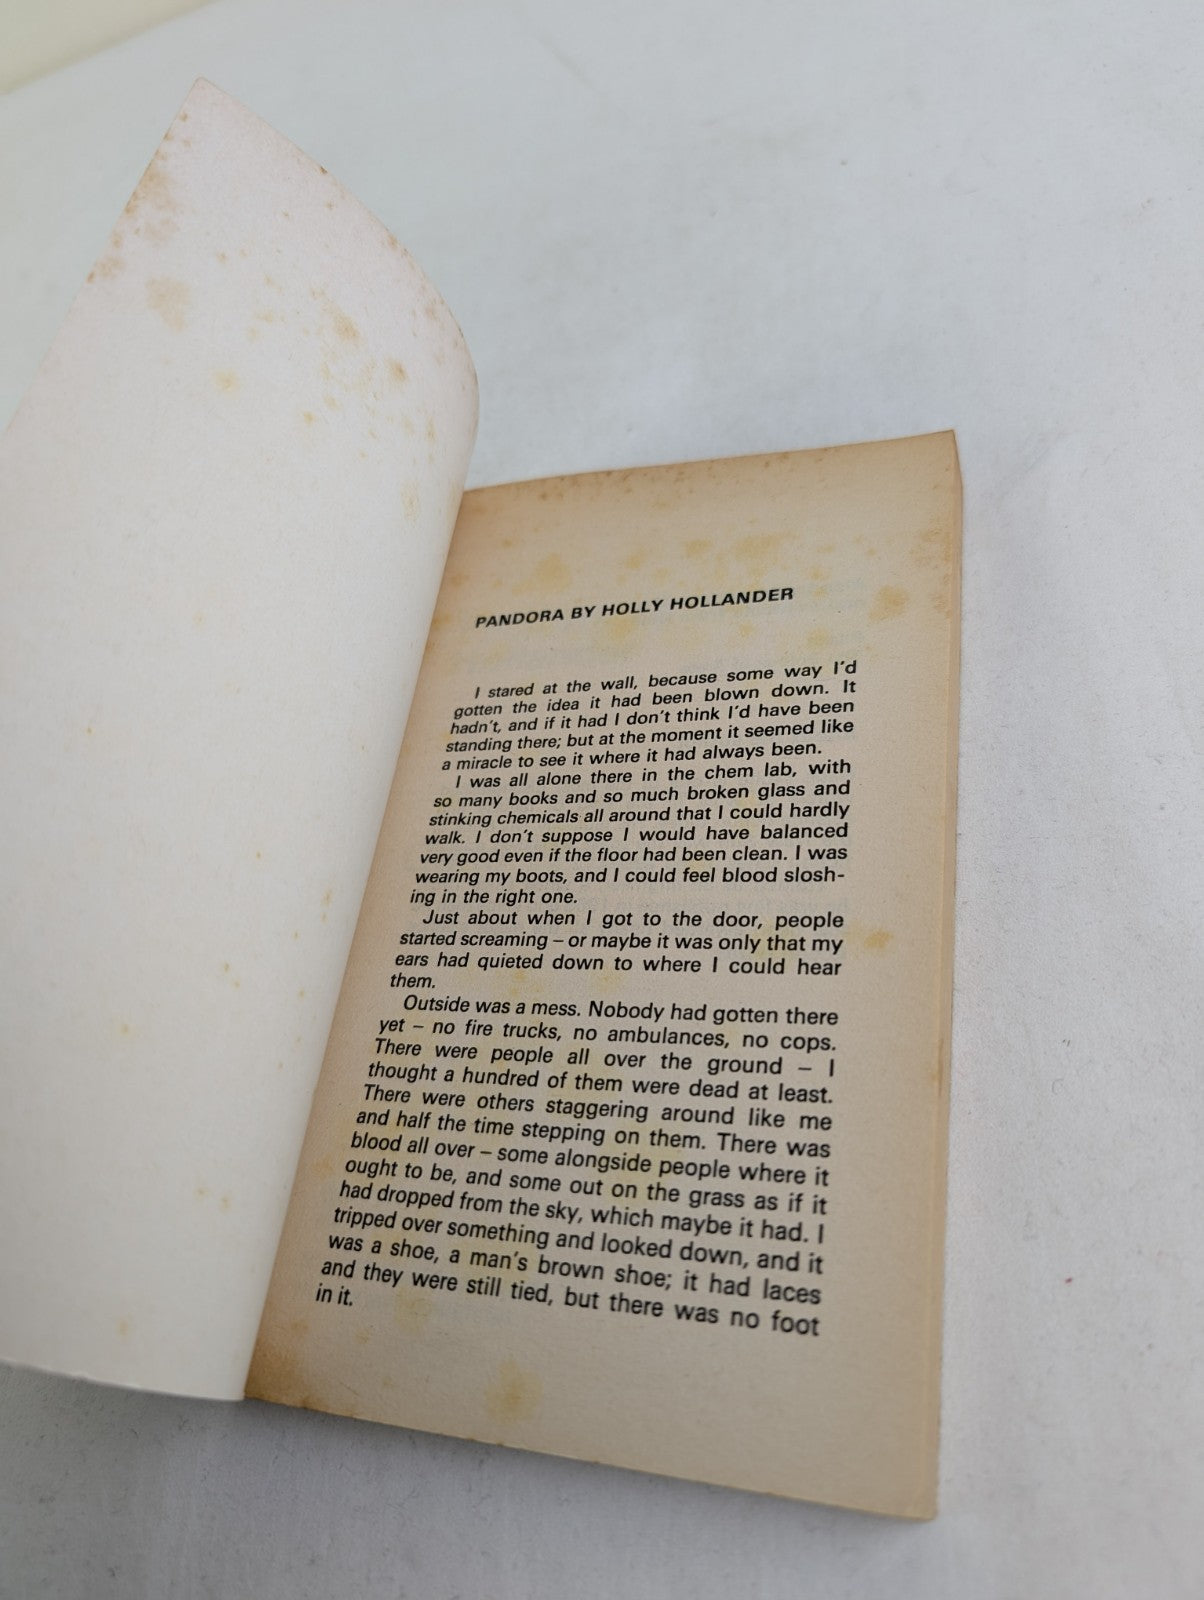 PANDORA BY HOLLY HOLLANDER
I stared at the wall, because some way I'd
gotten the idea it had been blown down. It
hadn't, and if it had I don't think I'd have been
standing there; but at the moment it seemed like
a miracle to see it where it had always been.
I was all alone there in the chem lab, with
so many books and so much broken glass and
stinking chemicals all around that I could hardly
walk. I don't suppose I would have balanced
very good even if the floor had been clean. I was
wearing my boots, and I could feel blood slosh-
ing in the right one.
Just about when I got to the door, people
started screaming – or maybe it was only that my
ears had quieted down to where I could hear
them.
Outside was a mess. Nobody had gotten there
yet – no fire trucks, no ambulances, no cops.
There were people all over the ground – I
thought a hundred of them were dead at least.
There were others staggering around like me
and half the time stepping on them. There was
blood all over – some alongside people where it
ought to be, and some out on the grass as if it
had dropped from the sky, which maybe it had. I
tripped over something and looked down, and it
was a shoe, a man's brown shoe; it had laces
and they were still tied, but there was no foot
in it.